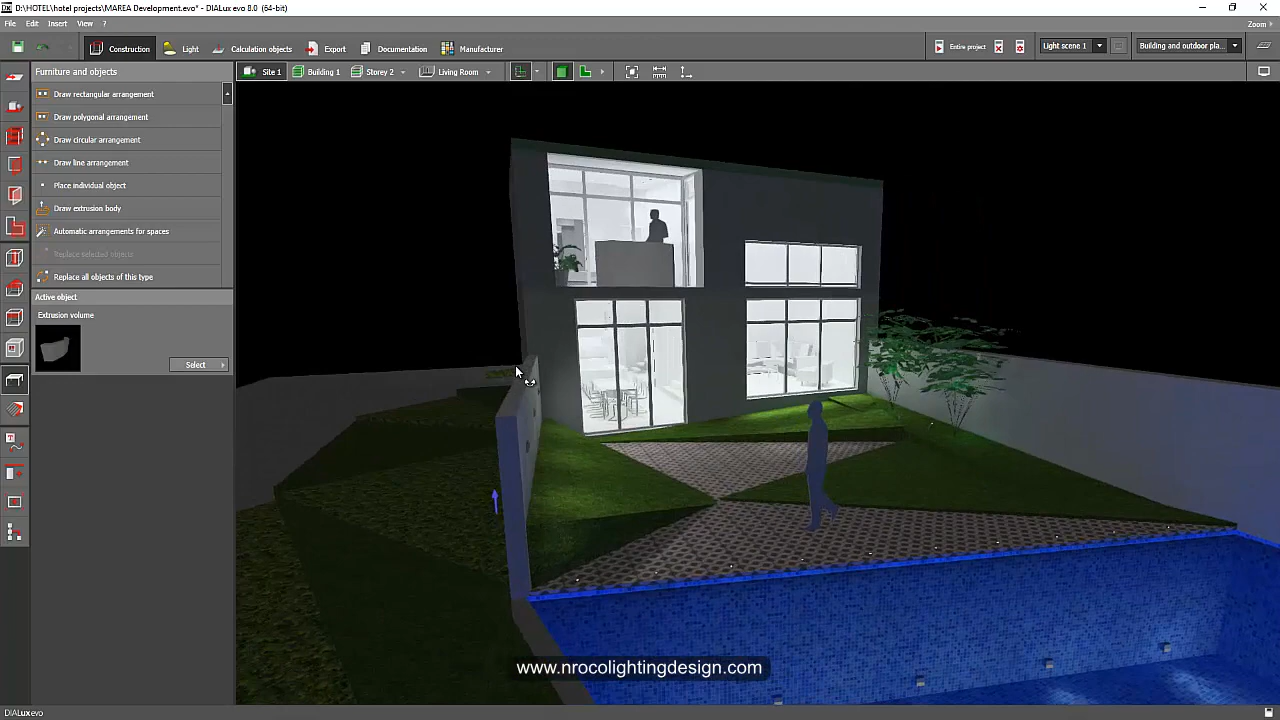 D:\HOTEL\hotel projects\MAREA Development.evo* - DIALux evo 8.0 (64-bit)
File Edit Insert View ?
Zoom
Construction Light Calculation objects Export Documentation Manufacturer
Entire project Light scene 1 Building and outdoor pla...
Furniture and objects
Site 1 Building 1 Storey 2 Living Room
Draw rectangular arrangement
Draw polygonal arrangement
Draw circular arrangement
Draw line arrangement
Place individual object
Draw extrusion body
Automatic arrangements for spaces
Replace selected objects
Replace all objects of this type
Active object
Extrusion volume
Select
www.nrocolightingdesign.com
DIALux evo